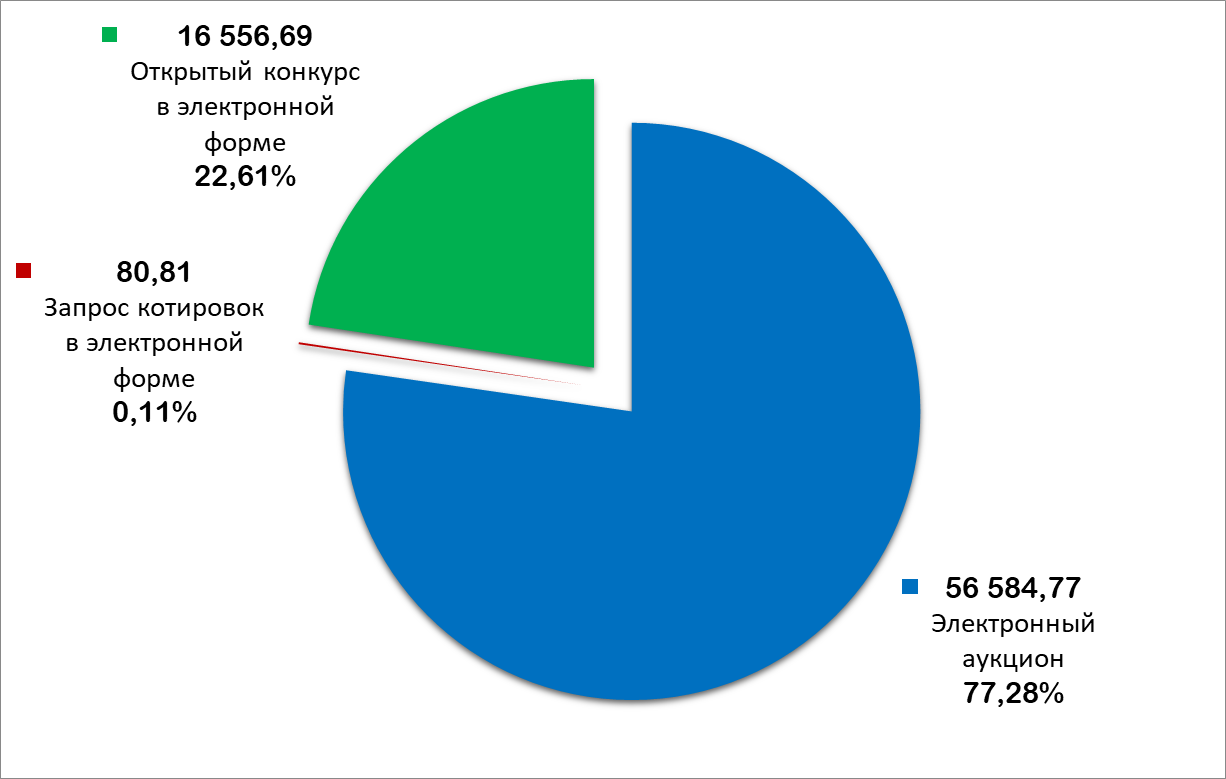 16 556,69
Открытый конкурс
в электронной
форме
22,61%
80,81
Запрос котировок
в электронной
форме
0,11%
56 584,77
Электронный
аукцион
77,28%